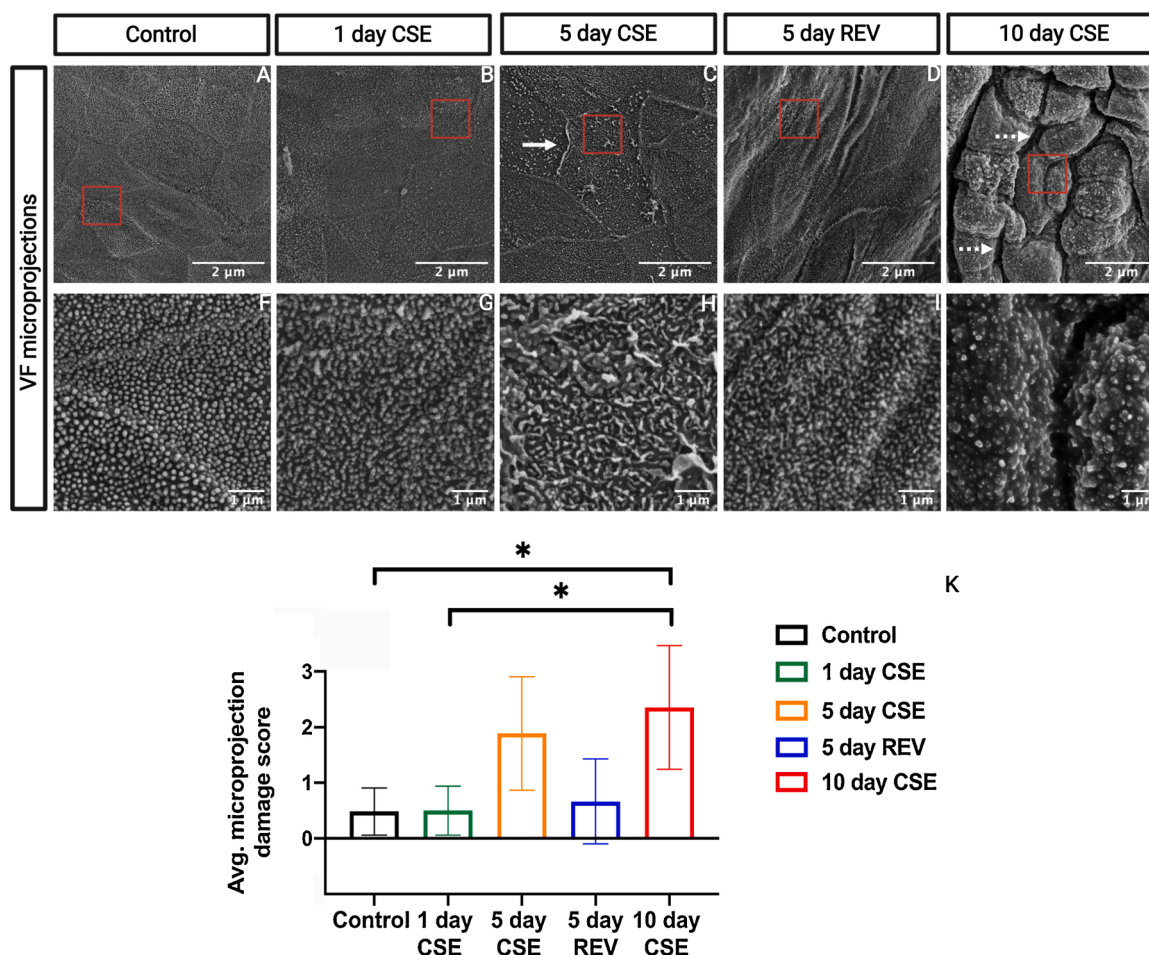 Control
1 day CSE
5 day CSE
5 day REV
10 day CSE
VF microprojections
A
B
C
D
2 µm
2 µm
2 µm
2 µm
2 µm
F
G
H
I
1 µm
1 µm
1 µm
1 µm
1 µm
*
*
K
Avg. microprojection
damage score
3
2
1
0
Control
1 day
CSE
5 day
CSE
5 day
REV
10 day
CSE
Control
1 day CSE
5 day CSE
5 day REV
10 day CSE